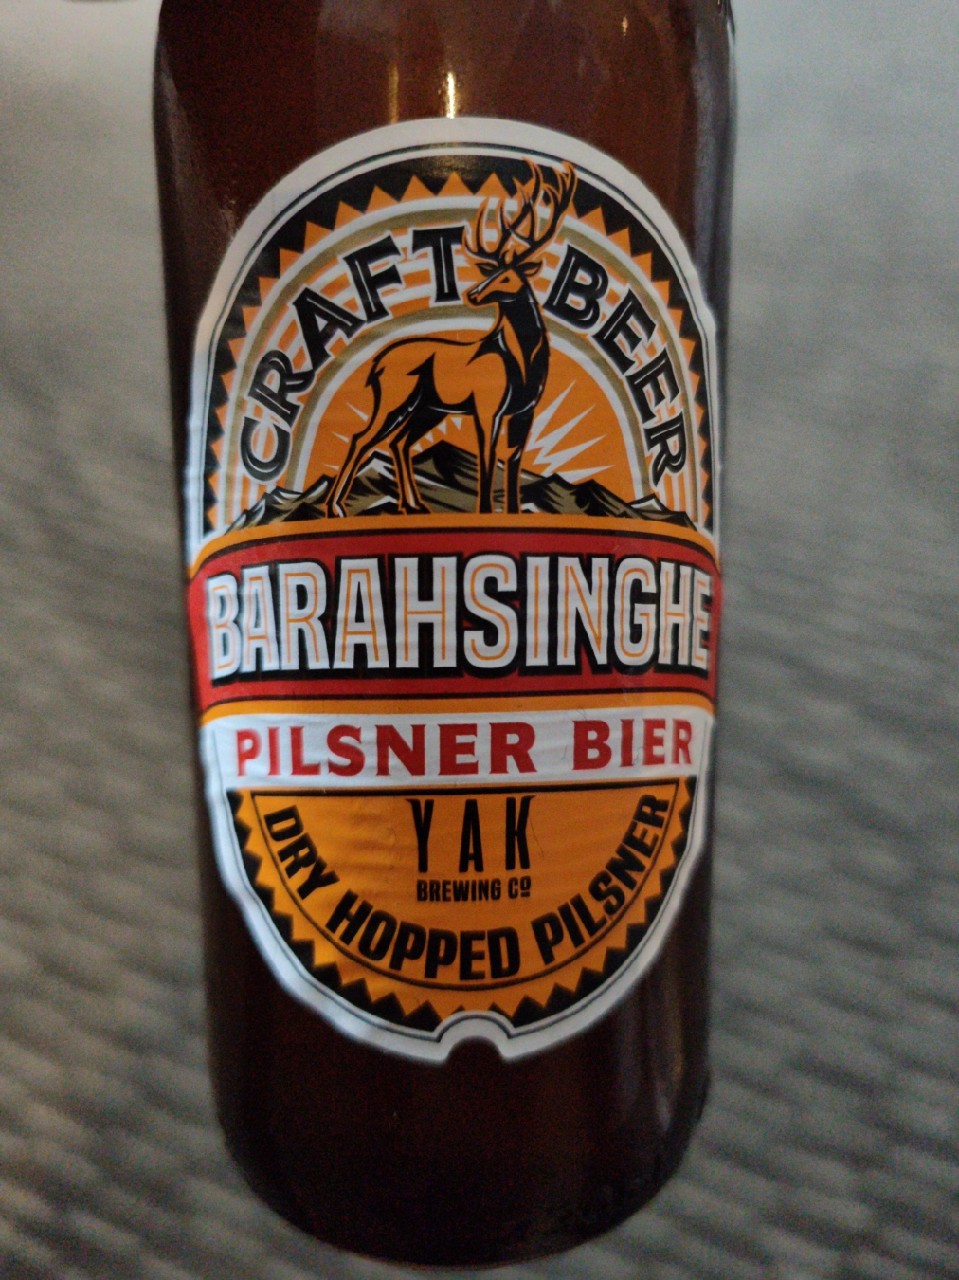 CRAFT BEER
BARAHSINGHE
PILSNER BIER
YAK
BREWING CO
DRY HOPPED PILSNER